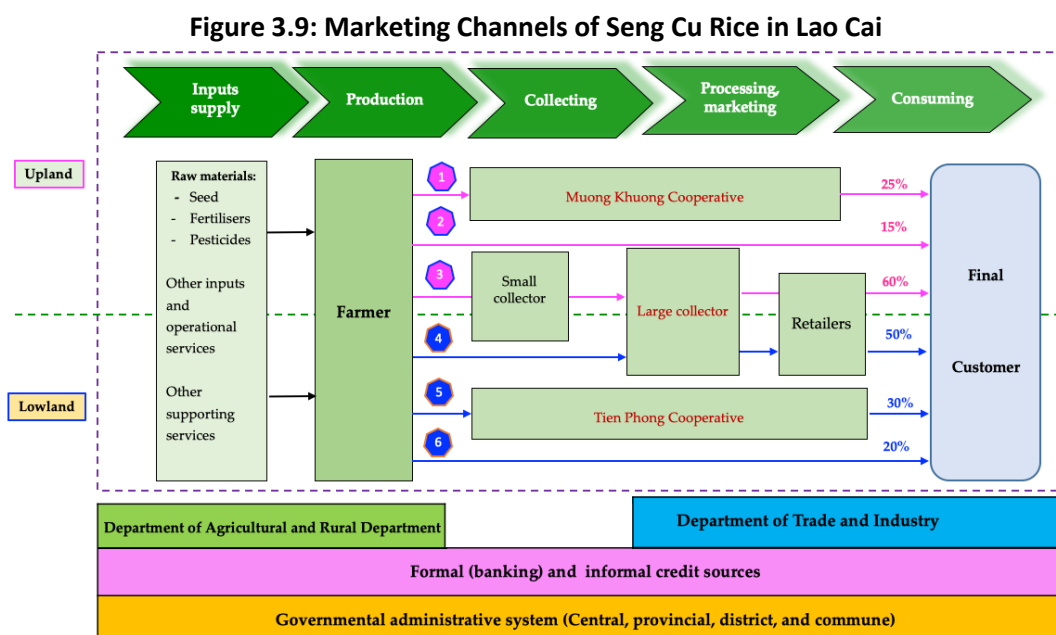 Figure 3.9: Marketing Channels of Seng Cu Rice in Lao Cai
Inputs
supply
Production
Collecting
Processing,
marketing
Consuming
Upland
Lowland
Raw materials:
- Seed
- Fertilisers
- Pesticides
Other inputs
and
operational
services
Other
supporting
services
Farmer
1
Muong Khuong Cooperative
25%
2
15%
3
Small
collector
Large collector
Retailers
60%
4
50%
5
Tien Phong Cooperative
30%
6
20%
Final
Customer
Department of Agricultural and Rural Department
Department of Trade and Industry
Formal (banking) and informal credit sources
Governmental administrative system (Central, provincial, district, and commune)